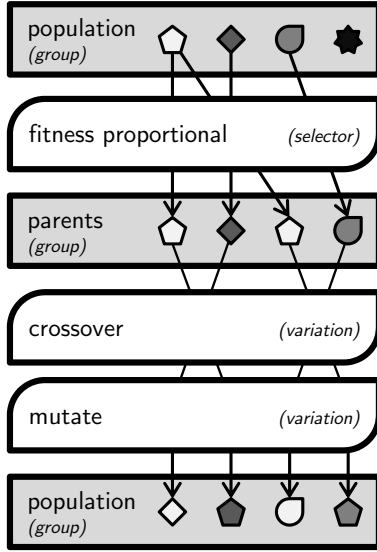 population
(group)
fitness proportional (selector)
parents
(group)
crossover (variation)
mutate (variation)
population
(group)